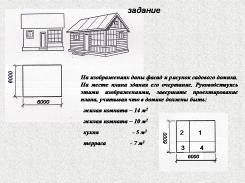 задание
6000
6000
На изображениях даны фасад и рисунок садового домика.
На месте плана здания его очертание. Руководствуясь
этими изображениями, завершите проектирование
плана, учитывая что в домике должны быть:
жилая комната – 14 м²
жилая комната – 10 м²
кухня - 5 м²
терраса - 7 м²
6000
2 1
3 4
6000